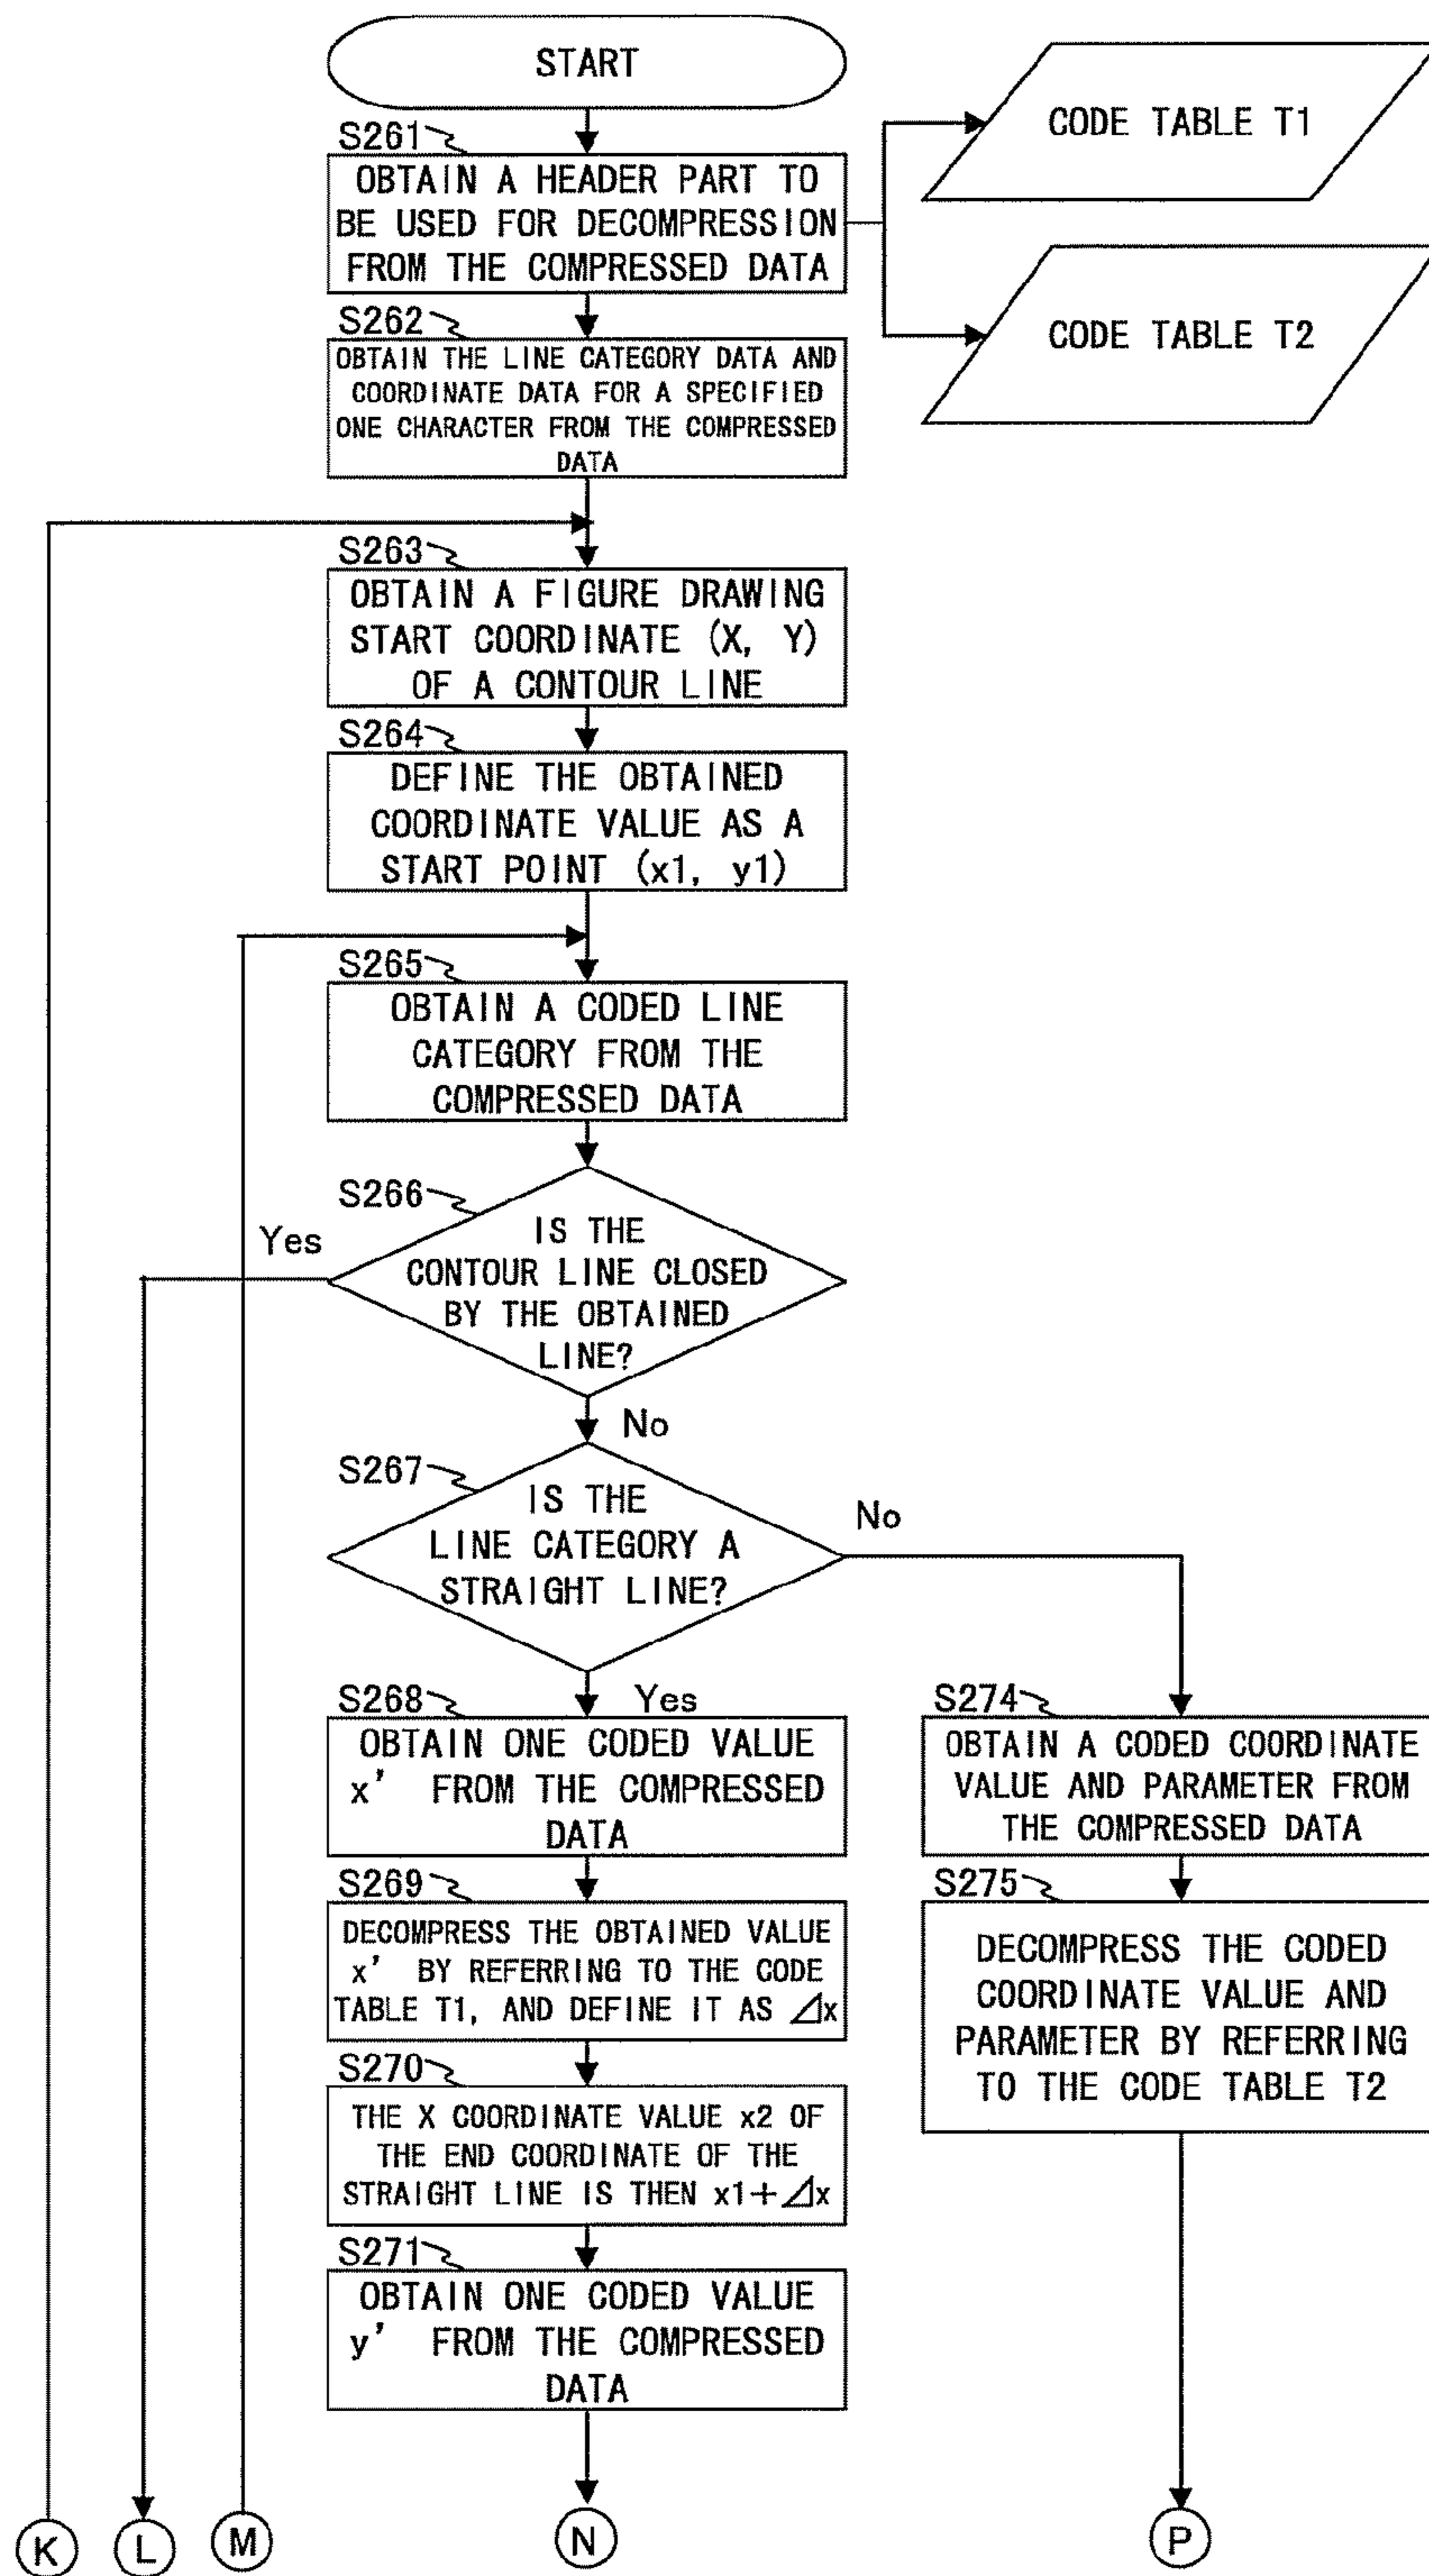 START
CODE TABLE T1
S261
OBTAIN A HEADER PART TO
BE USED FOR DECOMPRESSION
FROM THE COMPRESSED DATA
CODE TABLE T2
S262
OBTAIN THE LINE CATEGORY DATA AND
COORDINATE DATA FOR A SPECIFIED
ONE CHARACTER FROM THE COMPRESSED
DATA
S263
OBTAIN A FIGURE DRAWING
START COORDINATE (X, Y)
OF A CONTOUR LINE
S264
DEFINE THE OBTAINED
COORDINATE VALUE AS A
START POINT (x1, y1)
S265
OBTAIN A CODED LINE
CATEGORY FROM THE
COMPRESSED DATA
S266
Yes
IS THE
CONTOUR LINE CLOSED
BY THE OBTAINED
LINE?
No
S267
IS THE
LINE CATEGORY A
STRAIGHT LINE?
No
Yes
S268
OBTAIN ONE CODED VALUE
x' FROM THE COMPRESSED
DATA
S274
OBTAIN A CODED COORDINATE
VALUE AND PARAMETER FROM
THE COMPRESSED DATA
S269
DECOMPRESS THE OBTAINED VALUE
x' BY REFERRING TO THE CODE
TABLE T1, AND DEFINE IT AS ⊿x
S275
DECOMPRESS THE CODED
COORDINATE VALUE AND
PARAMETER BY REFERRING
TO THE CODE TABLE T2
S270
THE X COORDINATE VALUE x2 OF
THE END COORDINATE OF THE
STRAIGHT LINE IS THEN x1+⊿x
S271
OBTAIN ONE CODED VALUE
y' FROM THE COMPRESSED
DATA
K L M N P